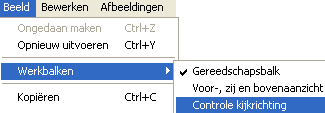 Beeld Bewerken Afbeeldingen
Ongedaan maken Ctrl+Z
Opnieuw uitvoeren Ctrl+Y
Werkbalken
Gereedschapsbalk
Voor-, zij en bovenaanzicht
Kopiëren Ctrl+C
Controle kijkrichting